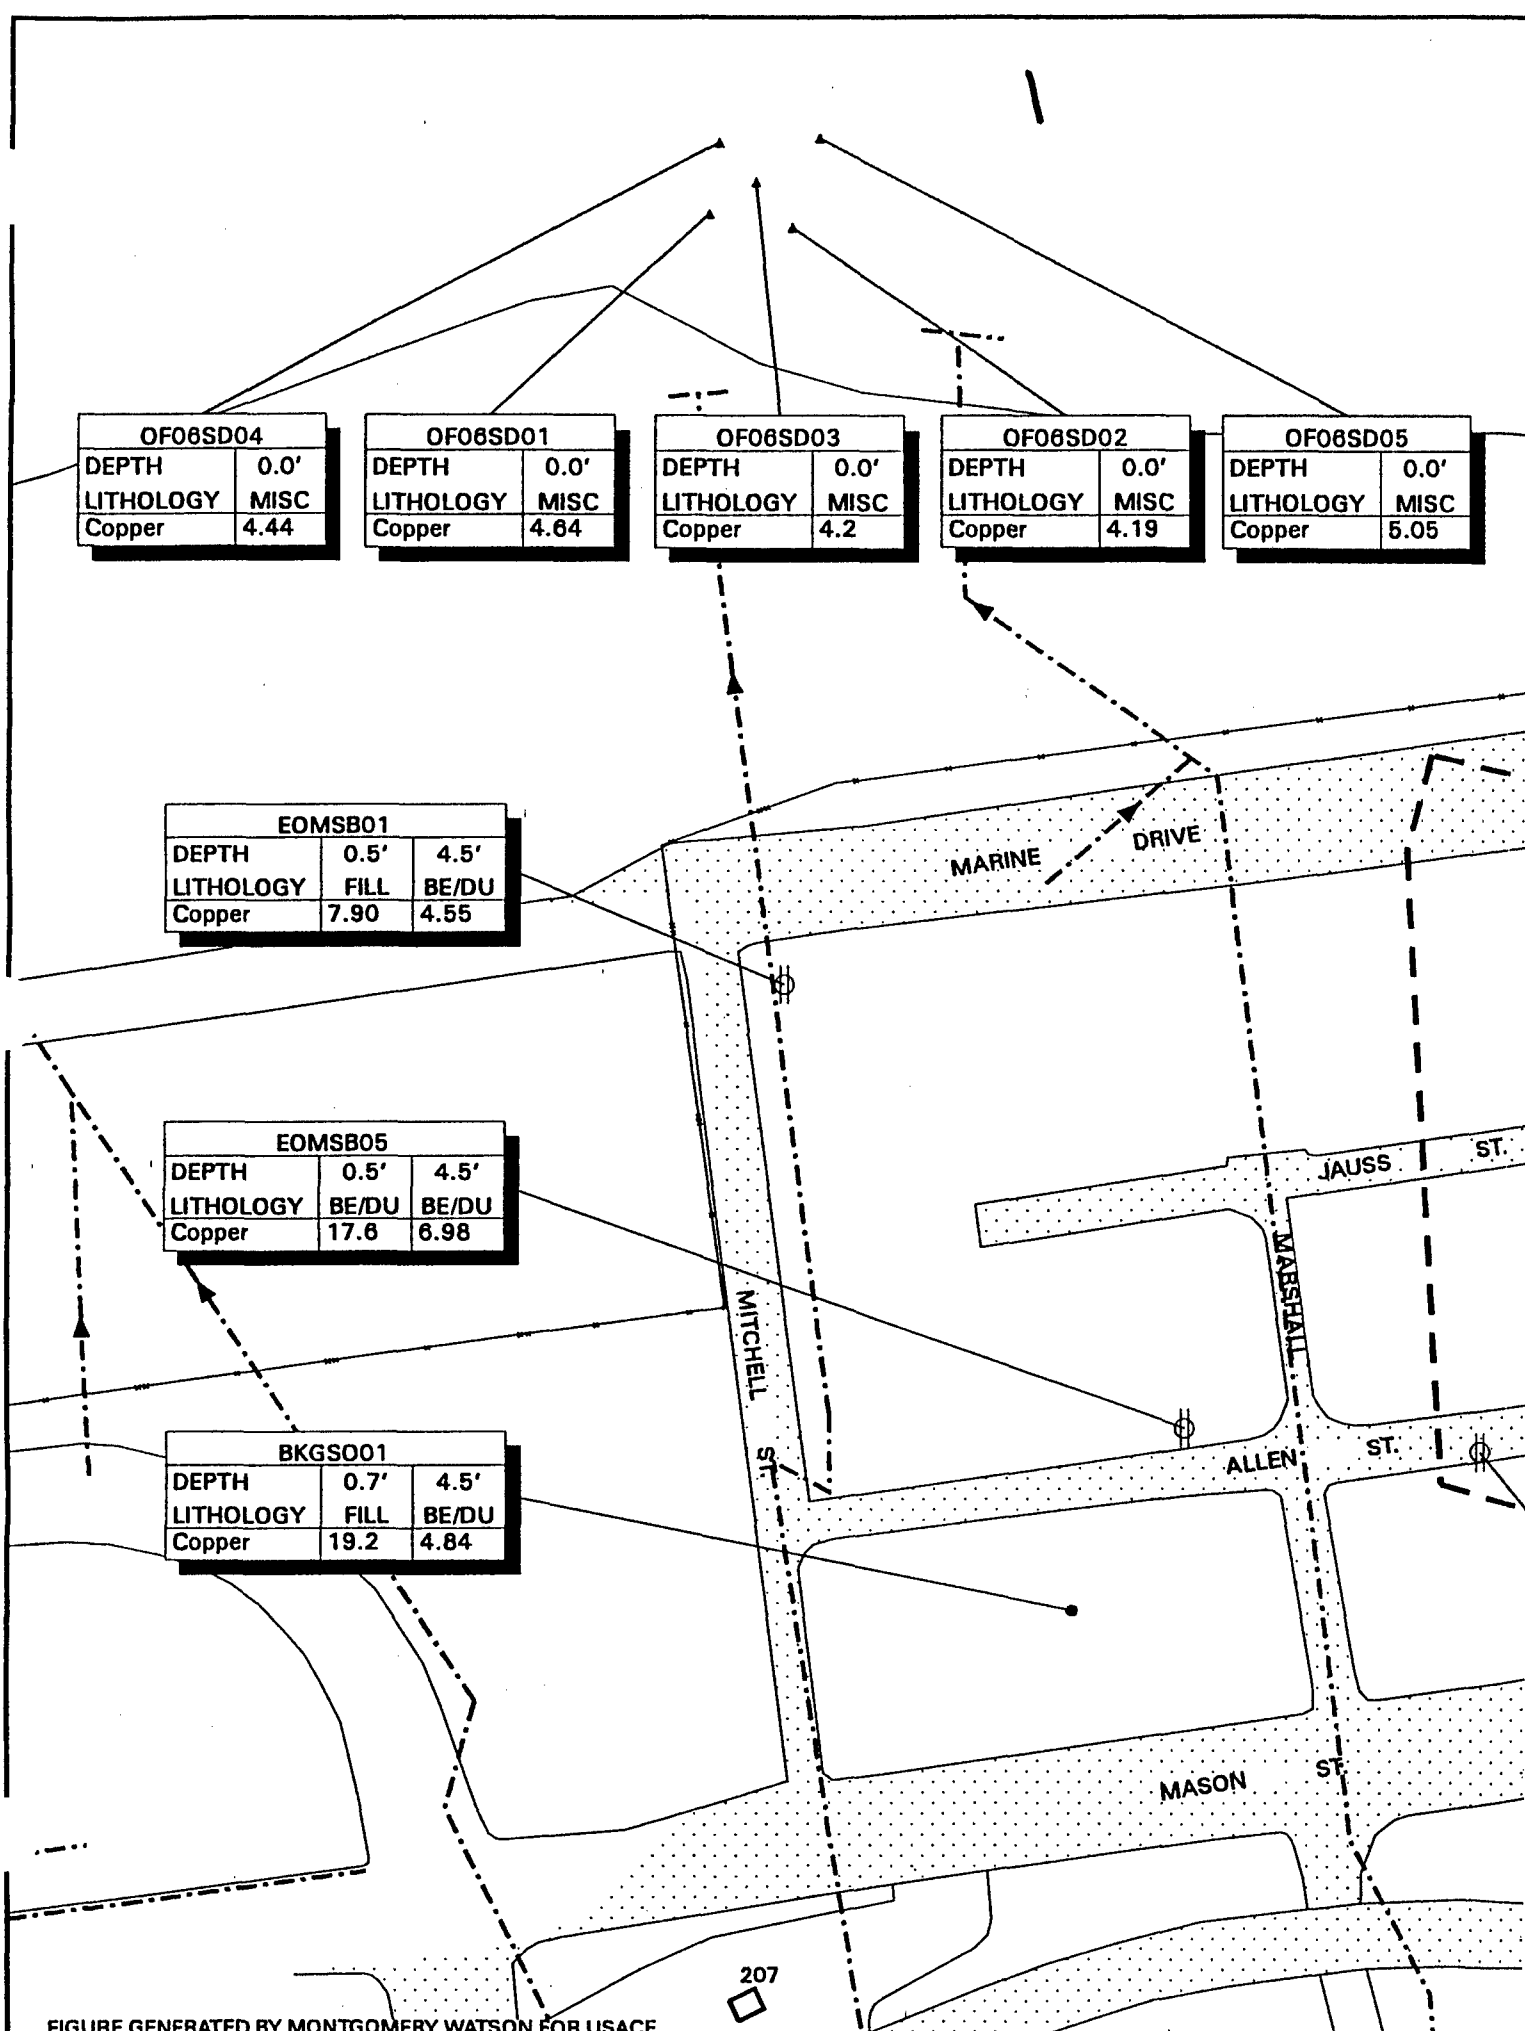 OF06SD04
DEPTH 0.0'
LITHOLOGY MISC
Copper 4.44
OF06SD01
DEPTH 0.0'
LITHOLOGY MISC
Copper 4.64
OF06SD03
DEPTH 0.0'
LITHOLOGY MISC
Copper 4.2
OF06SD02
DEPTH 0.0'
LITHOLOGY MISC
Copper 4.19
OF06SD05
DEPTH 0.0'
LITHOLOGY MISC
Copper 5.05
EOMSB01
DEPTH 0.5' 4.5'
LITHOLOGY FILL BE/DU
Copper 7.90 4.55
MARINE DRIVE
EOMSB05
DEPTH 0.5' 4.5'
LITHOLOGY BE/DU BE/DU
Copper 17.6 6.98
JAUSS ST.
MARSHALL
MITCHELL ST.
BKGSO01
DEPTH 0.7' 4.5'
LITHOLOGY FILL BE/DU
Copper 19.2 4.84
ALLEN ST.
MASON ST.
207
FIGURE GENERATED BY MONTGOMERY WATSON FOR USACE